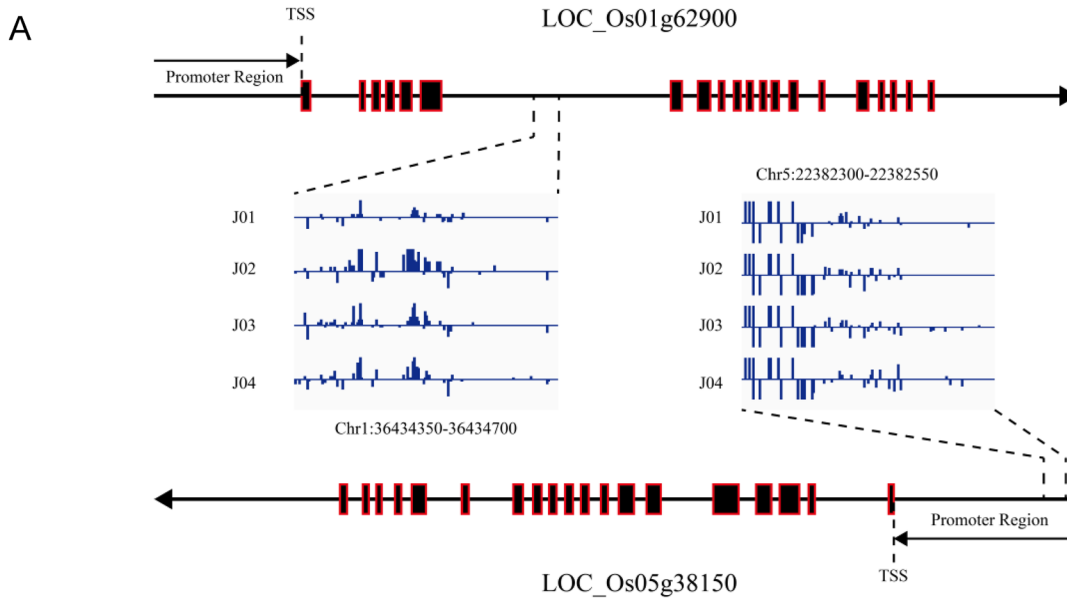 A
TSS
LOC_Os01g62900
Promoter Region
Chr5:22382300-22382550
J01
J02
J03
J04
J01
J02
J03
J04
Chr1:36434350-36434700
Promoter Region
TSS
LOC_Os05g38150